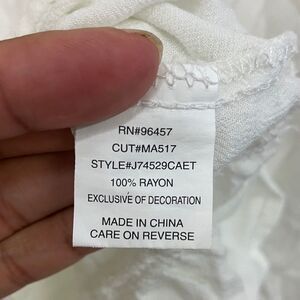 RN#96457
CUT#MA517
STYLE#J74529CAET
100% RAYON
EXCLUSIVE OF DECORATION
MADE IN CHINA
CARE ON REVERSE